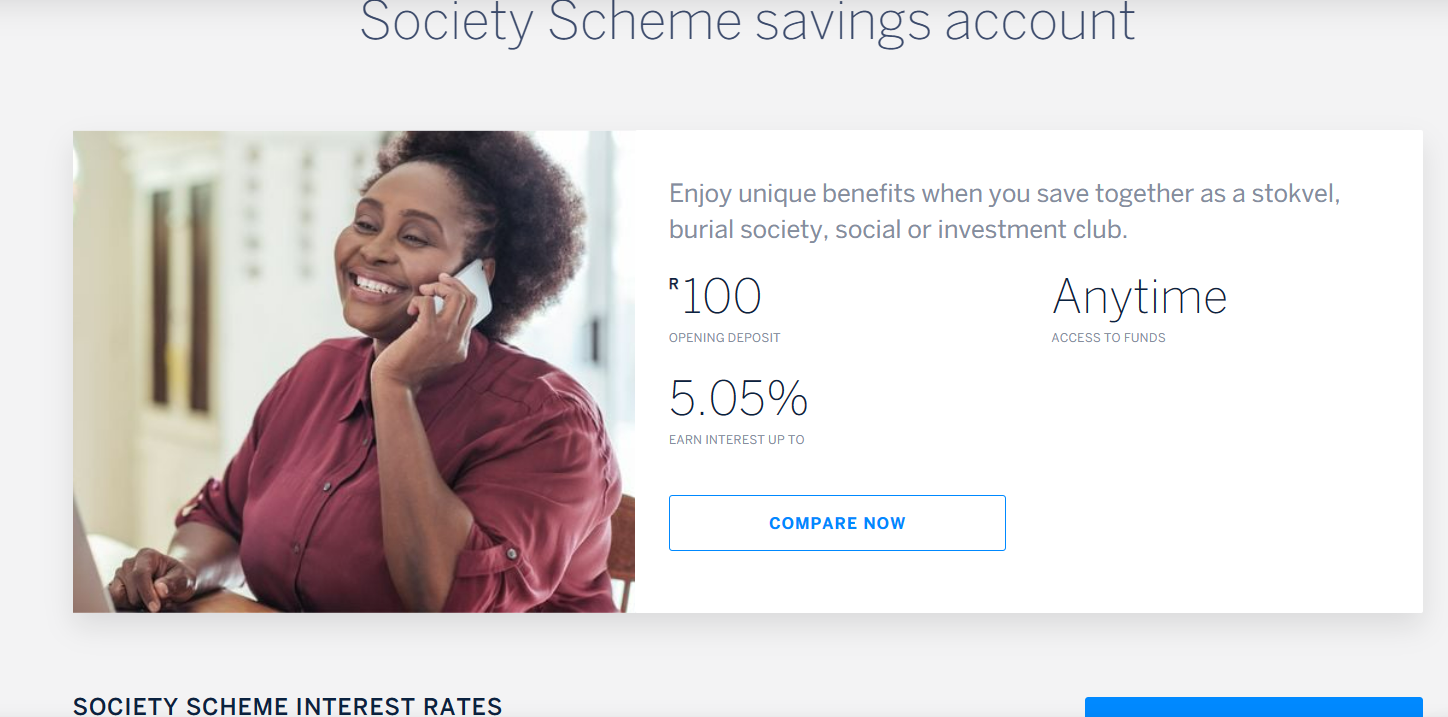 Society Scheme savings account
Enjoy unique benefits when you save together as a stokvel,
burial society, social or investment club.
R100
Anytime
OPENING DEPOSIT
ACCESS TO FUNDS
5.05%
EARN INTEREST UP TO
COMPARE NOW
SOCIETY SCHEME INTEREST RATES